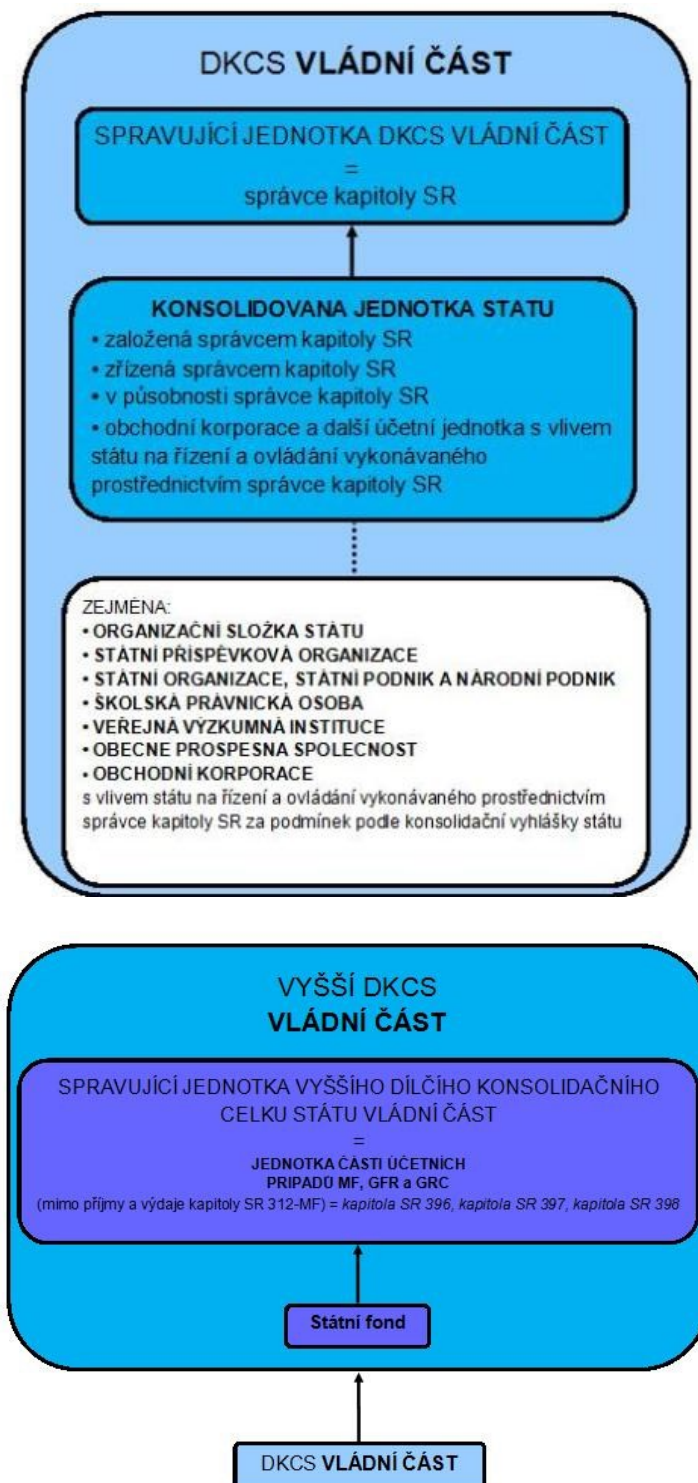 DKCS VLÁDNÍ ČÁST
SPRAVUJÍCÍ JEDNOTKA DKCS VLÁDNÍ ČÁST
=
správce kapitoly SR
KONSOLIDOVANA JEDNOTKA STATU
• založená správcem kapitoly SR
• zřízená správcem kapitoly SR
• v působnosti správce kapitoly SR
• obchodní korporace a další účetní jednotka s vlivem
státu na řízení a ovládání vykonávaného
prostřednictvím správce kapitoly SR
ZEJMÉNA:
• ORGANIZAČNÍ SLOŽKA STÁTU
• STÁTNÍ PŘÍSPĚVKOVÁ ORGANIZACE
• STÁTNÍ ORGANIZACE, STÁTNÍ PODNIK A NÁRODNÍ PODNIK
• ŠKOLSKÁ PRÁVNICKÁ OSOBA
• VEŘEJNÁ VÝZKUMNÁ INSTITUCE
• OBECNE PROSPESNA SPOLECNOST
• OBCHODNÍ KORPORACE
s vlivem státu na řízení a ovládání vykonávaného prostřednictvím
správce kapitoly SR za podmínek podle konsolidační vyhlášky státu
VYŠŠÍ DKCS
VLÁDNÍ ČÁST
SPRAVUJÍCÍ JEDNOTKA VYŠŠÍHO DÍLČÍHO KONSOLIDAČNÍHO
CELKU STÁTU VLÁDNÍ ČÁST
=
JEDNOTKA ČÁSTI ÚČETNÍCH
PRIPADŮ MF, GFR a GRC
(mimo příjmy a výdaje kapitoly SR 312-MF) = kapitola SR 396, kapitola SR 397, kapitola SR 398
Státní fond
DKCS VLÁDNÍ ČÁST